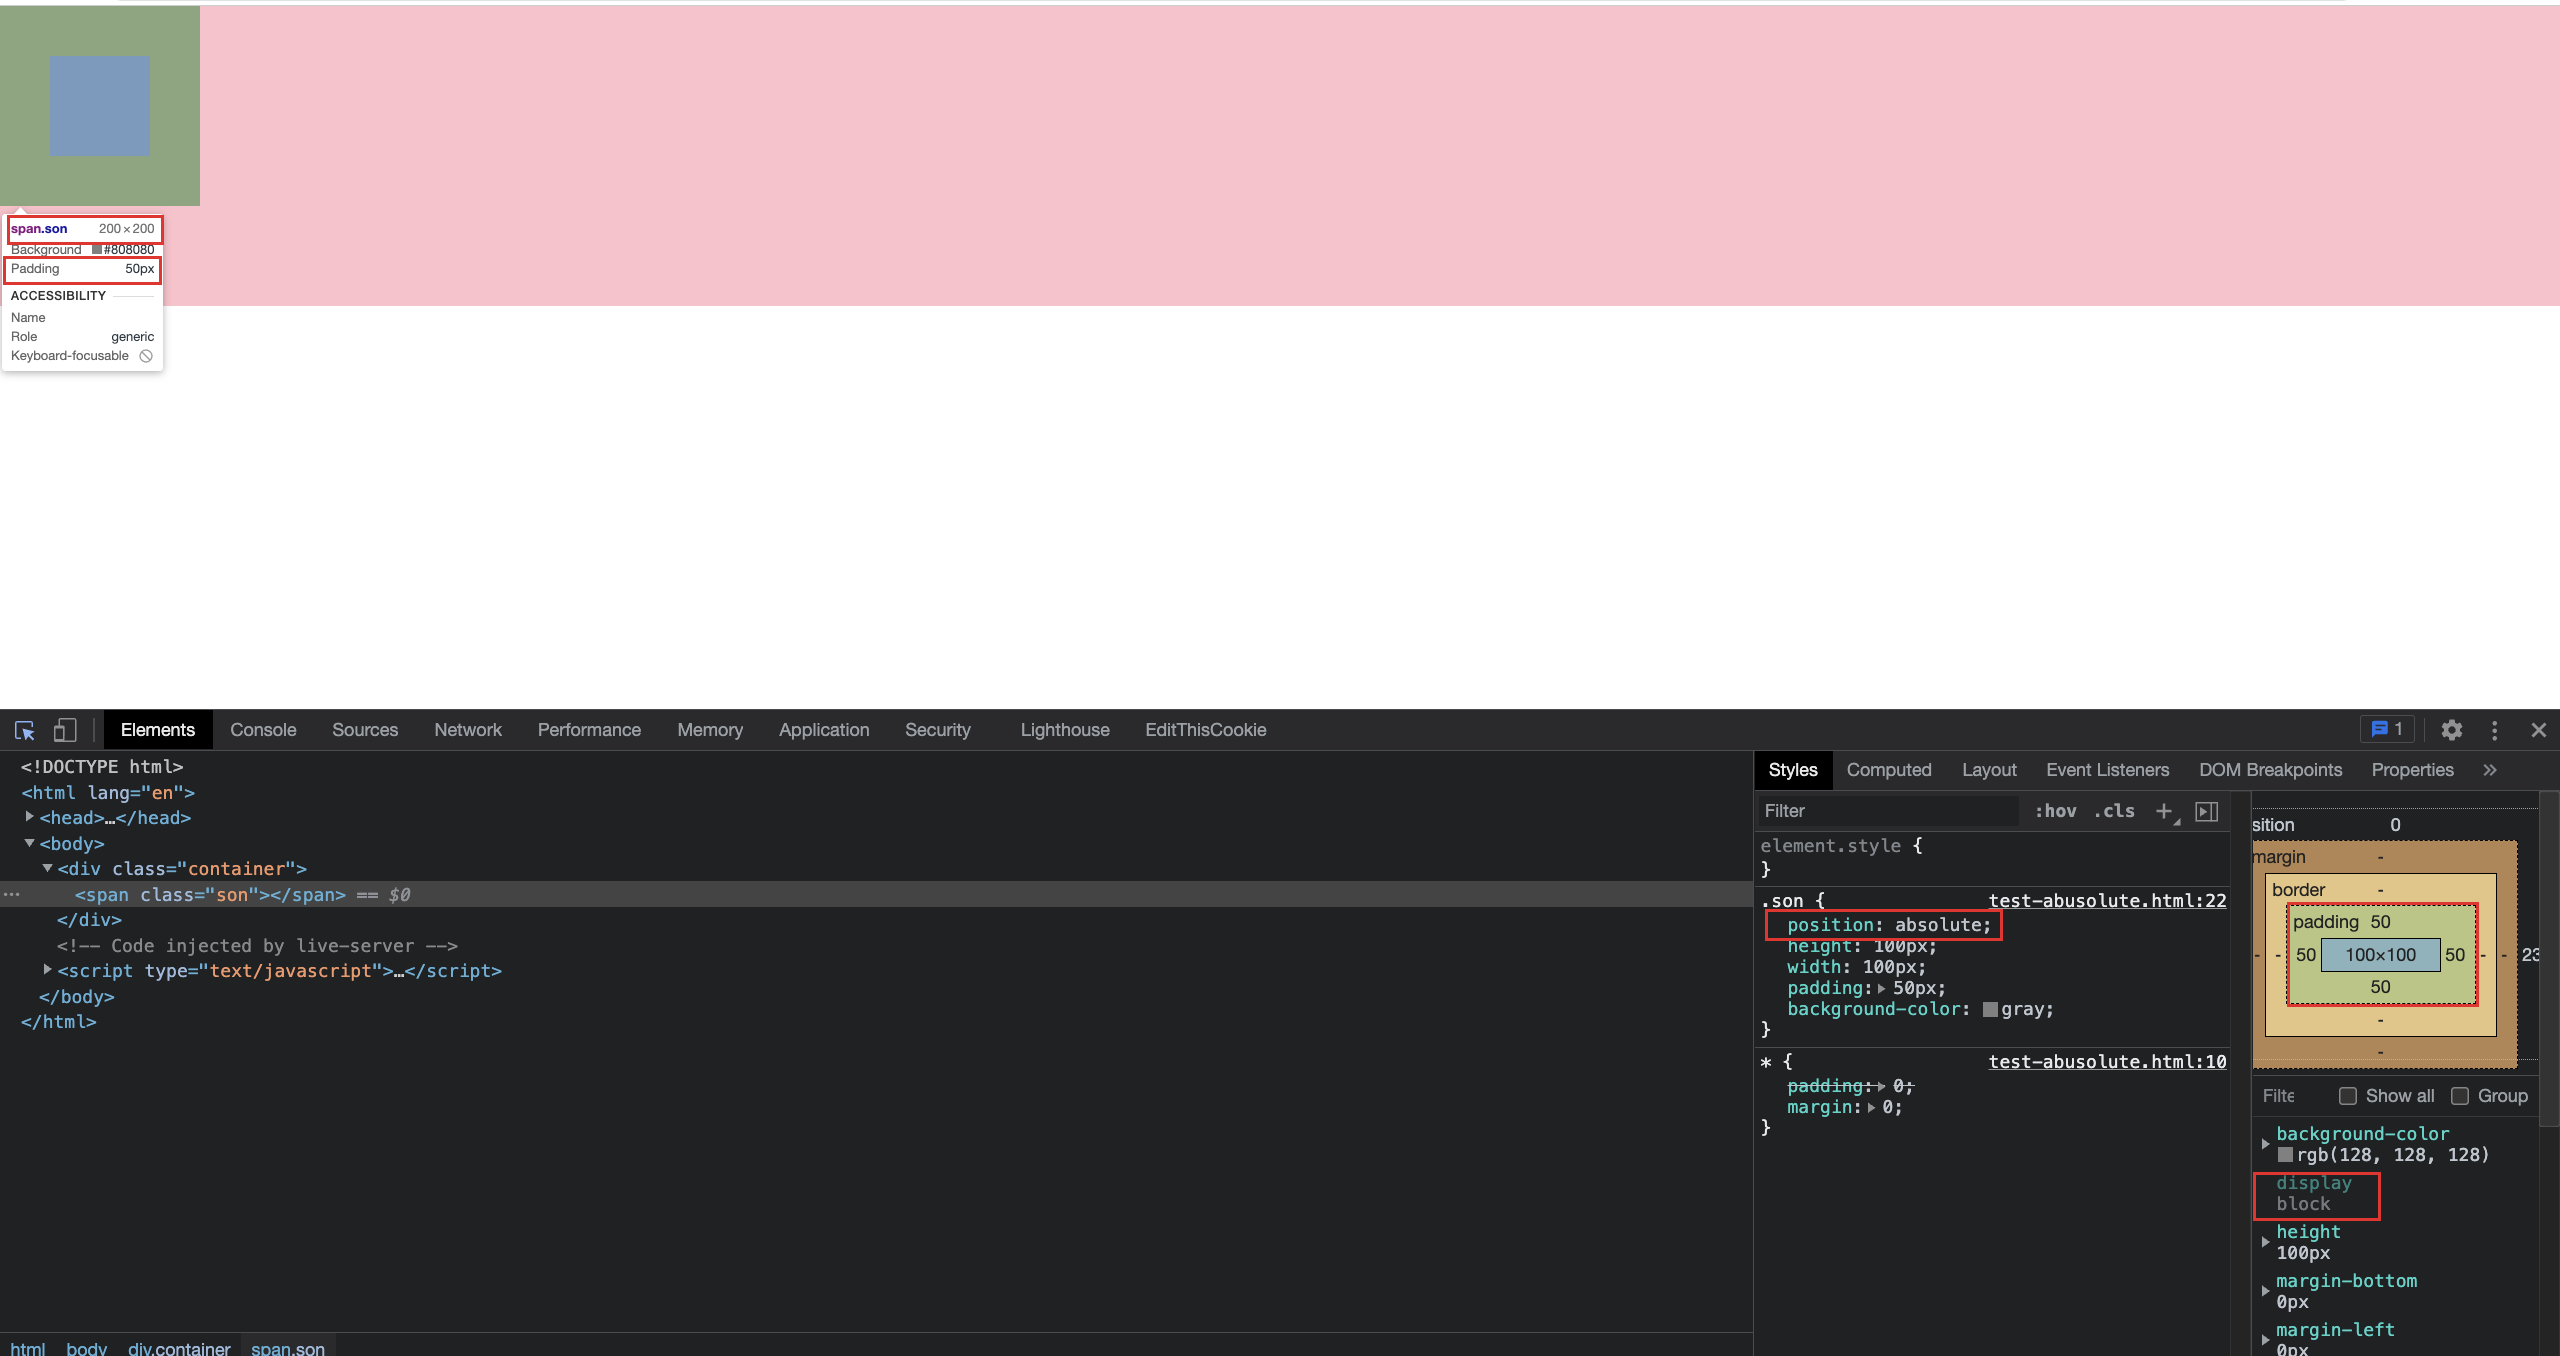 span.son 200 × 200
Background #808080
Padding 50px
ACCESSIBILITY
Name
Role generic
Keyboard-focusable
Elements Console Sources Network Performance Memory Application Security Lighthouse EditThisCookie 1
<!DOCTYPE html>
<html lang="en">
<head>…</head>
<body>
<div class="container">
… <span class="son"></span> == $0
</div>
<!-- Code injected by live-server -->
<script type="text/javascript">…</script>
</body>
</html>
html body div.container span.son
Styles Computed Layout Event Listeners DOM Breakpoints Properties »
Filter :hov .cls +
element.style {
}
.son { test-abusolute.html:22
position: absolute;
height: 100px;
width: 100px;
padding: 50px;
background-color: gray;
}
* { test-abusolute.html:10
padding: 0;
margin: 0;
}
sition 0
margin -
border -
padding 50
- - 50 100×100 50 - - 23
50
-
-
Filte Show all Group
background-color
rgb(128, 128, 128)
display
block
height
100px
margin-bottom
0px
margin-left
0px